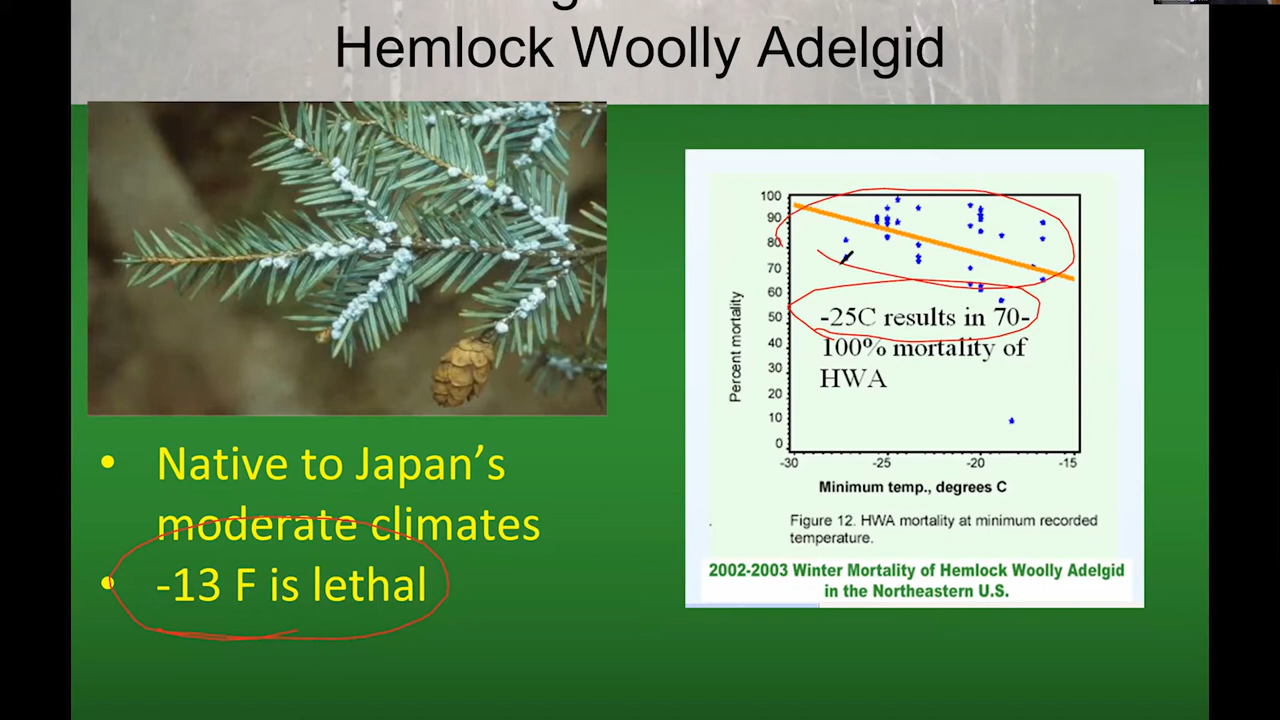 Hemlock Woolly Adelgid
• Native to Japan’s
moderate climates
• -13 F is lethal
100
90
80
70
60
50
40
30
20
10
0
Percent mortality
-25C results in 70-
100% mortality of
HWA
-30 -25 -20 -15
Minimum temp., degrees C
Figure 12. HWA mortality at minimum recorded
temperature.
2002-2003 Winter Mortality of Hemlock Woolly Adelgid
in the Northeastern U.S.